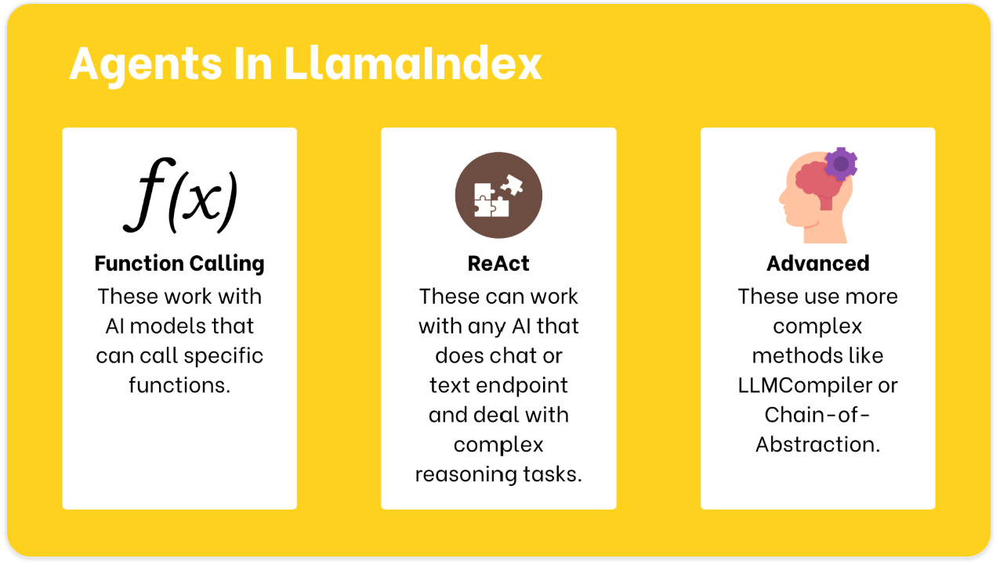 Agents In LlamaIndex
f(x)
Function Calling
These work with
AI models that
can call specific
functions.
ReAct
These can work
with any AI that
does chat or
text endpoint
and deal with
complex
reasoning tasks.
Advanced
These use more
complex
methods like
LLMCompiler or
Chain-of-
Abstraction.